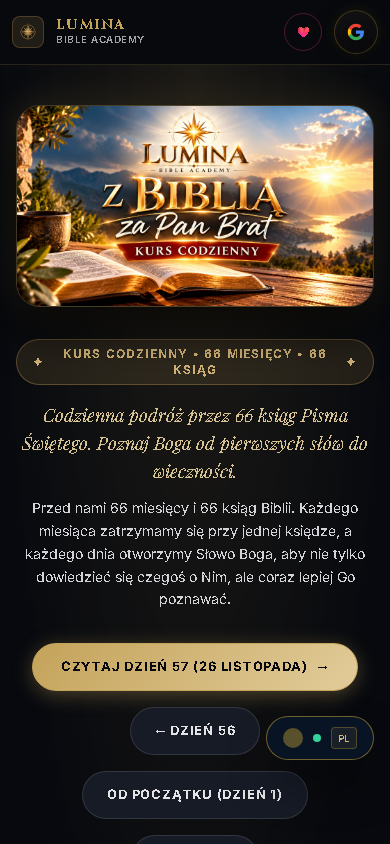 LUMINA
BIBLE ACADEMY
LUMINA
BIBLE ACADEMY
z BIBLIĄ
za Pan Brat
KURS CODZIENNY
KURS CODZIENNY • 66 MIESIĘCY • 66
KSIĄG
Codzienna podróż przez 66 ksiąg Pisma
Świętego. Poznaj Boga od pierwszych słów do
wieczności.
Przed nami 66 miesięcy i 66 ksiąg Biblii. Każdego
miesiąca zatrzymamy się przy jednej księdze, a
każdego dnia otworzymy Słowo Boga, aby nie tylko
dowiedzieć się czegoś o Nim, ale coraz lepiej Go
poznawać.
CZYTAJ DZIEŃ 57 (26 LISTOPADA) →
← DZIEŃ 56
PL
OD POCZĄTKU (DZIEŃ 1)